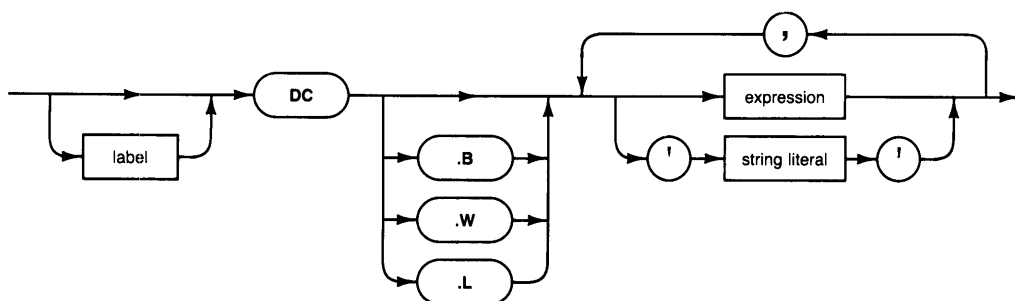 ,
DC
expression
label
.B
' string literal '
.W
.L